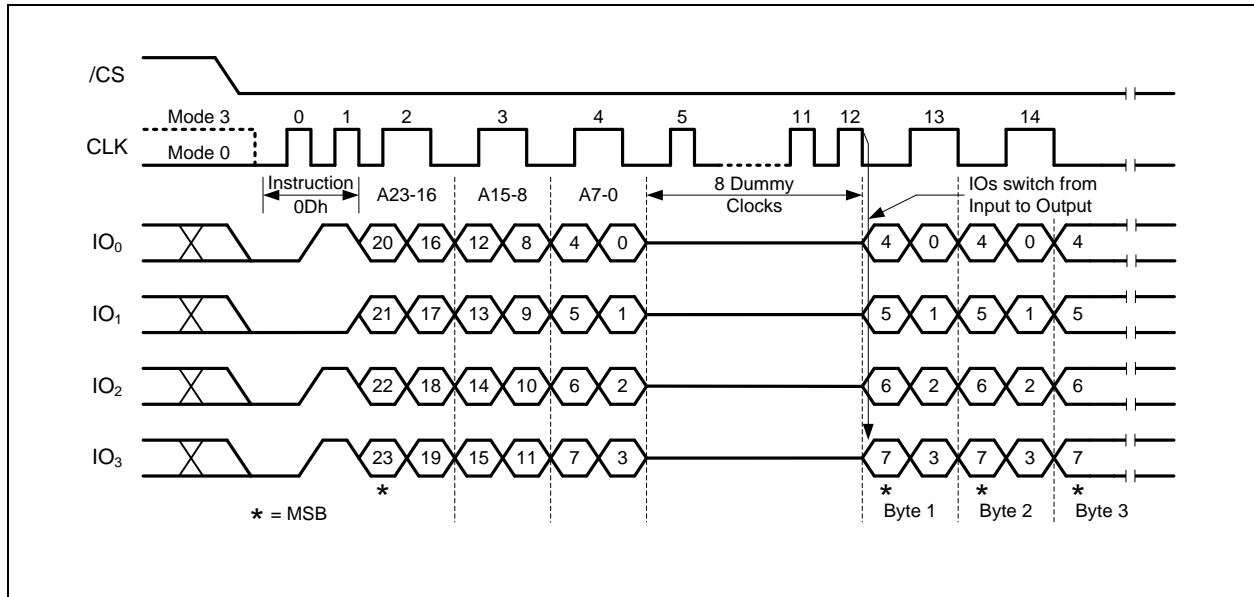 /CS
Mode 3 0 1 2 3 4 5 11 12 13 14
CLK
Mode 0
Instruction
0Dh
A23-16 A15-8 A7-0
8 Dummy
Clocks
IOs switch from
Input to Output
IO₀ 20 16 12 8 4 0 4 0 4 0 4
IO₁ 21 17 13 9 5 1 5 1 5 1 5
IO₂ 22 18 14 10 6 2 6 2 6 2 6
IO₃ 23 19 15 11 7 3 7 3 7 3 7
* * * *
* = MSB
Byte 1 Byte 2 Byte 3